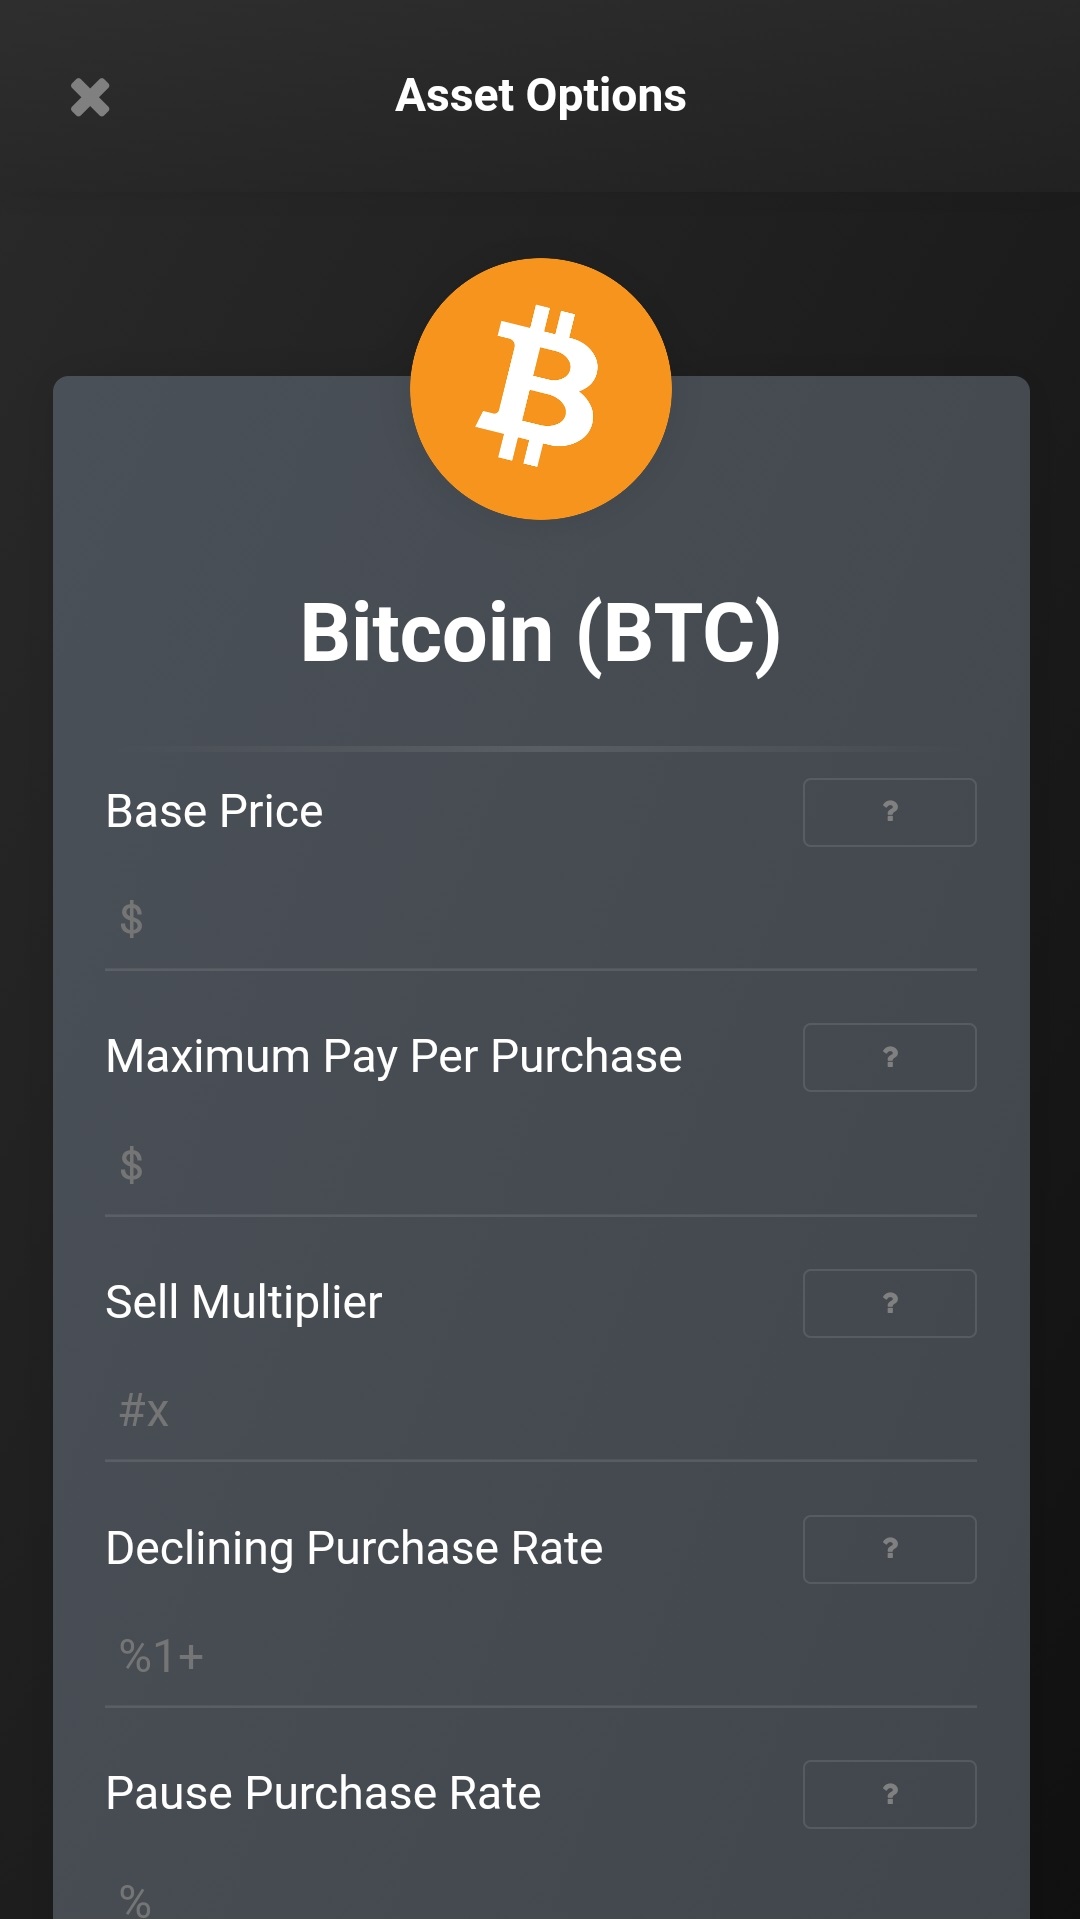 Asset Options
Bitcoin (BTC)
Base Price
?
$
Maximum Pay Per Purchase
?
$
Sell Multiplier
?
#x
Declining Purchase Rate
?
%1+
Pause Purchase Rate
?
%